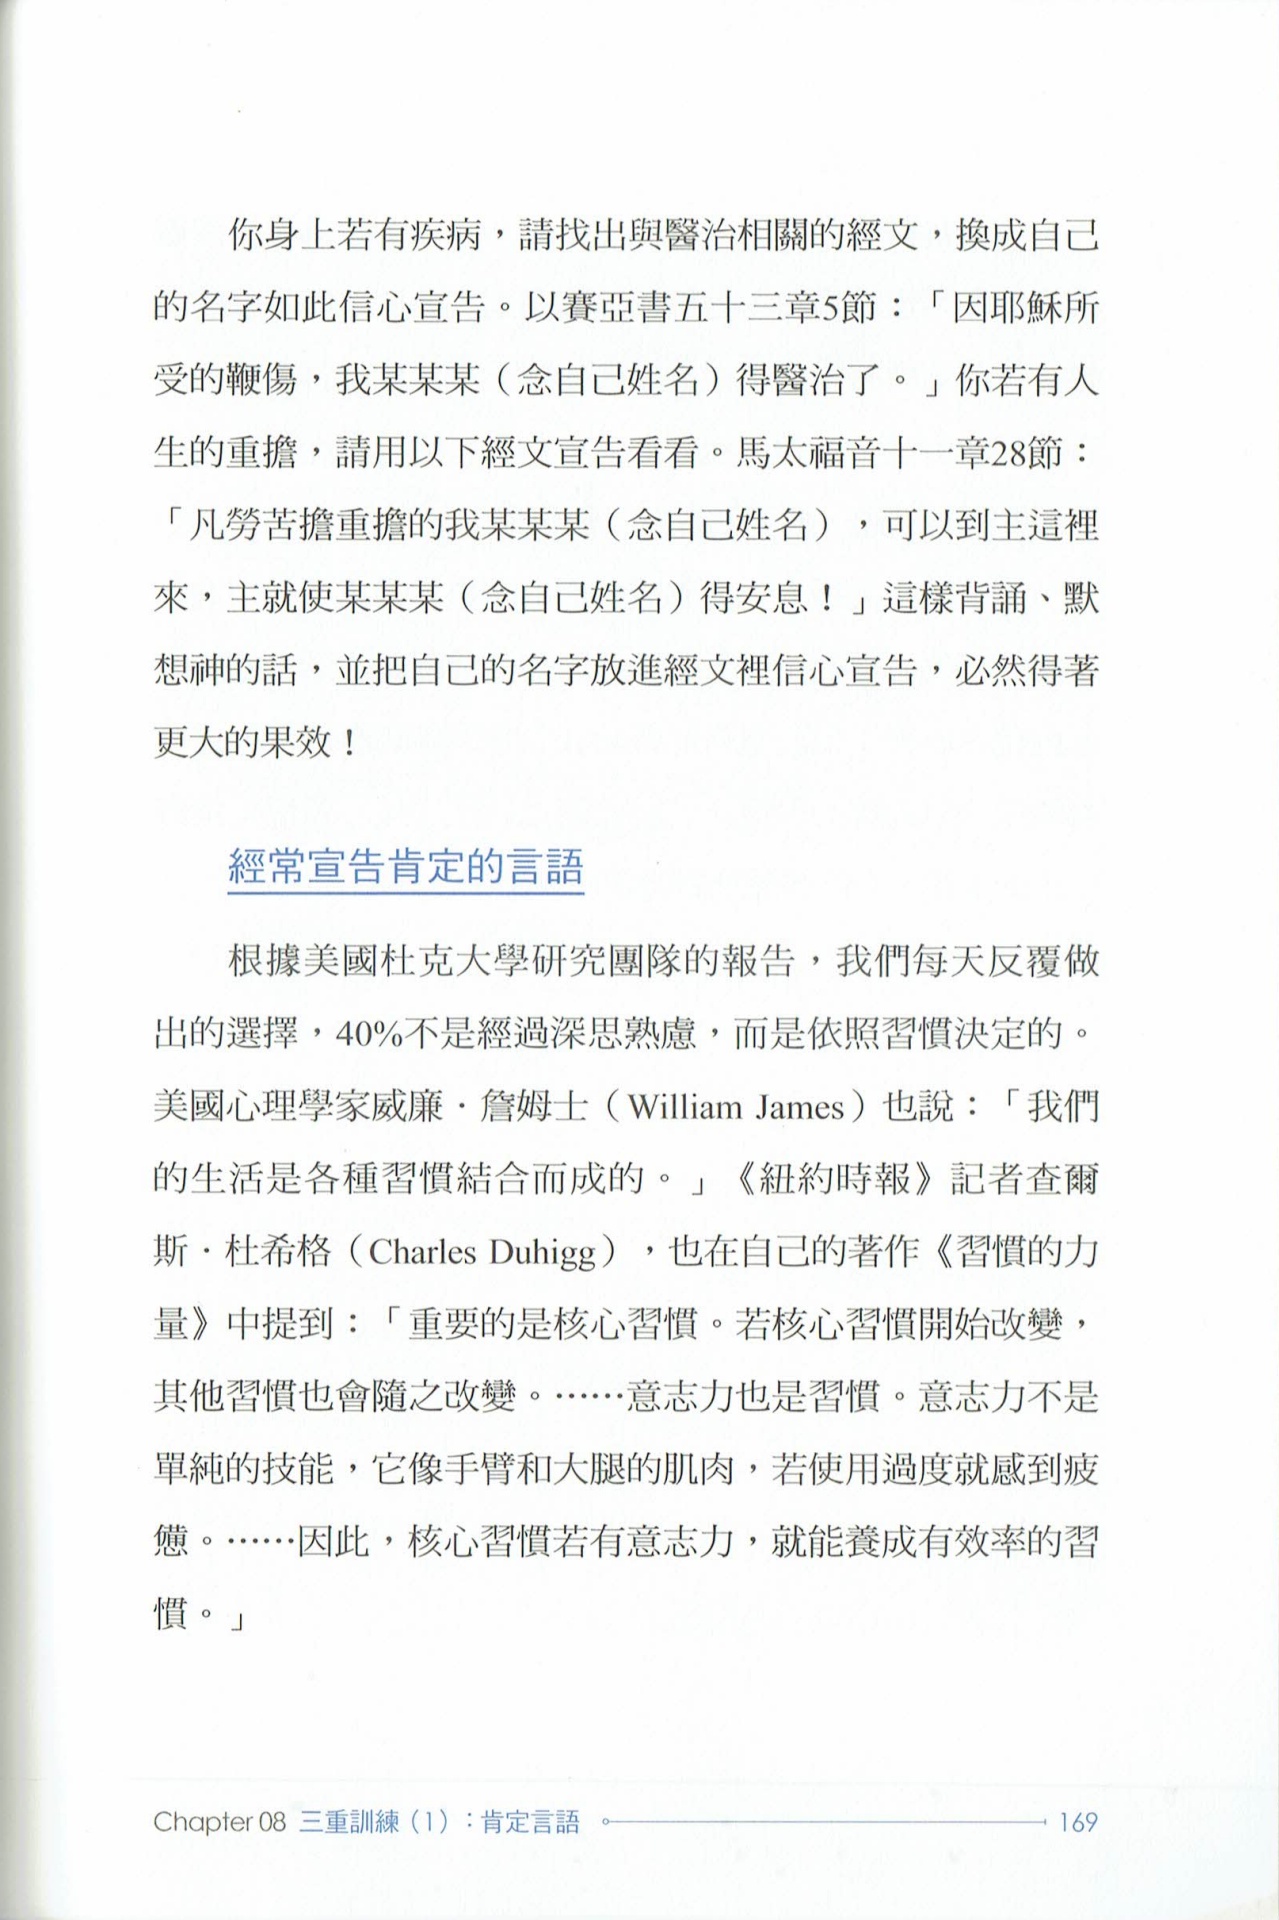 你身上若有疾病，請找出與醫治相關的經文，換成自己
的名字如此信心宣告。以賽亞書五十三章5節：「因耶穌所
受的鞭傷，我某某某（念自己姓名）得醫治了。」你若有人
生的重擔，請用以下經文宣告看看。馬太福音十一章28節：
「凡勞苦擔重擔的我某某某（念自己姓名），可以到主這裡
來，主就使某某某（念自己姓名）得安息！」這樣背誦、默
想神的話，並把自己的名字放進經文裡信心宣告，必然得著
更大的果效！
經常宣告肯定的言語
根據美國杜克大學研究團隊的報告，我們每天反覆做
出的選擇，40%不是經過深思熟慮，而是依照習慣決定的。
美國心理學家威廉．詹姆士（William James）也說：「我們
的生活是各種習慣結合而成的。」《紐約時報》記者查爾
斯．杜希格（Charles Duhigg），也在自己的著作《習慣的力
量》中提到：「重要的是核心習慣。若核心習慣開始改變，
其他習慣也會隨之改變。……意志力也是習慣。意志力不是
單純的技能，它像手臂和大腿的肌肉，若使用過度就感到疲
憊。……因此，核心習慣若有意志力，就能養成有效率的習
慣。」
Chapter 08 三重訓練（1）：肯定言語 169